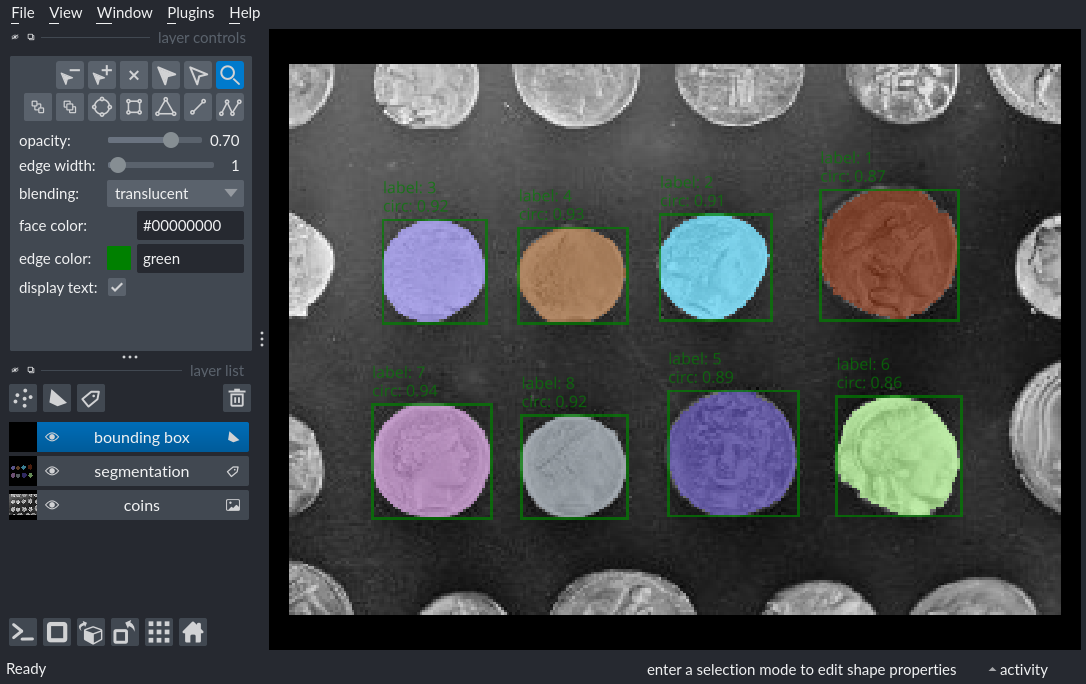 File View Window Plugins Help
layer controls
opacity: 0.70
edge width: 1
blending: translucent
face color: #00000000
edge color: green
display text:
layer list
bounding box
segmentation
coins
label: 3
label: 4
circ: 0.93
label: 2
circ: 0.91
label: 1
circ: 0.87
label: 7
circ: 0.94
label: 8
circ: 0.92
label: 5
circ: 0.89
label: 6
circ: 0.86
Ready
enter a selection mode to edit shape properties
activity